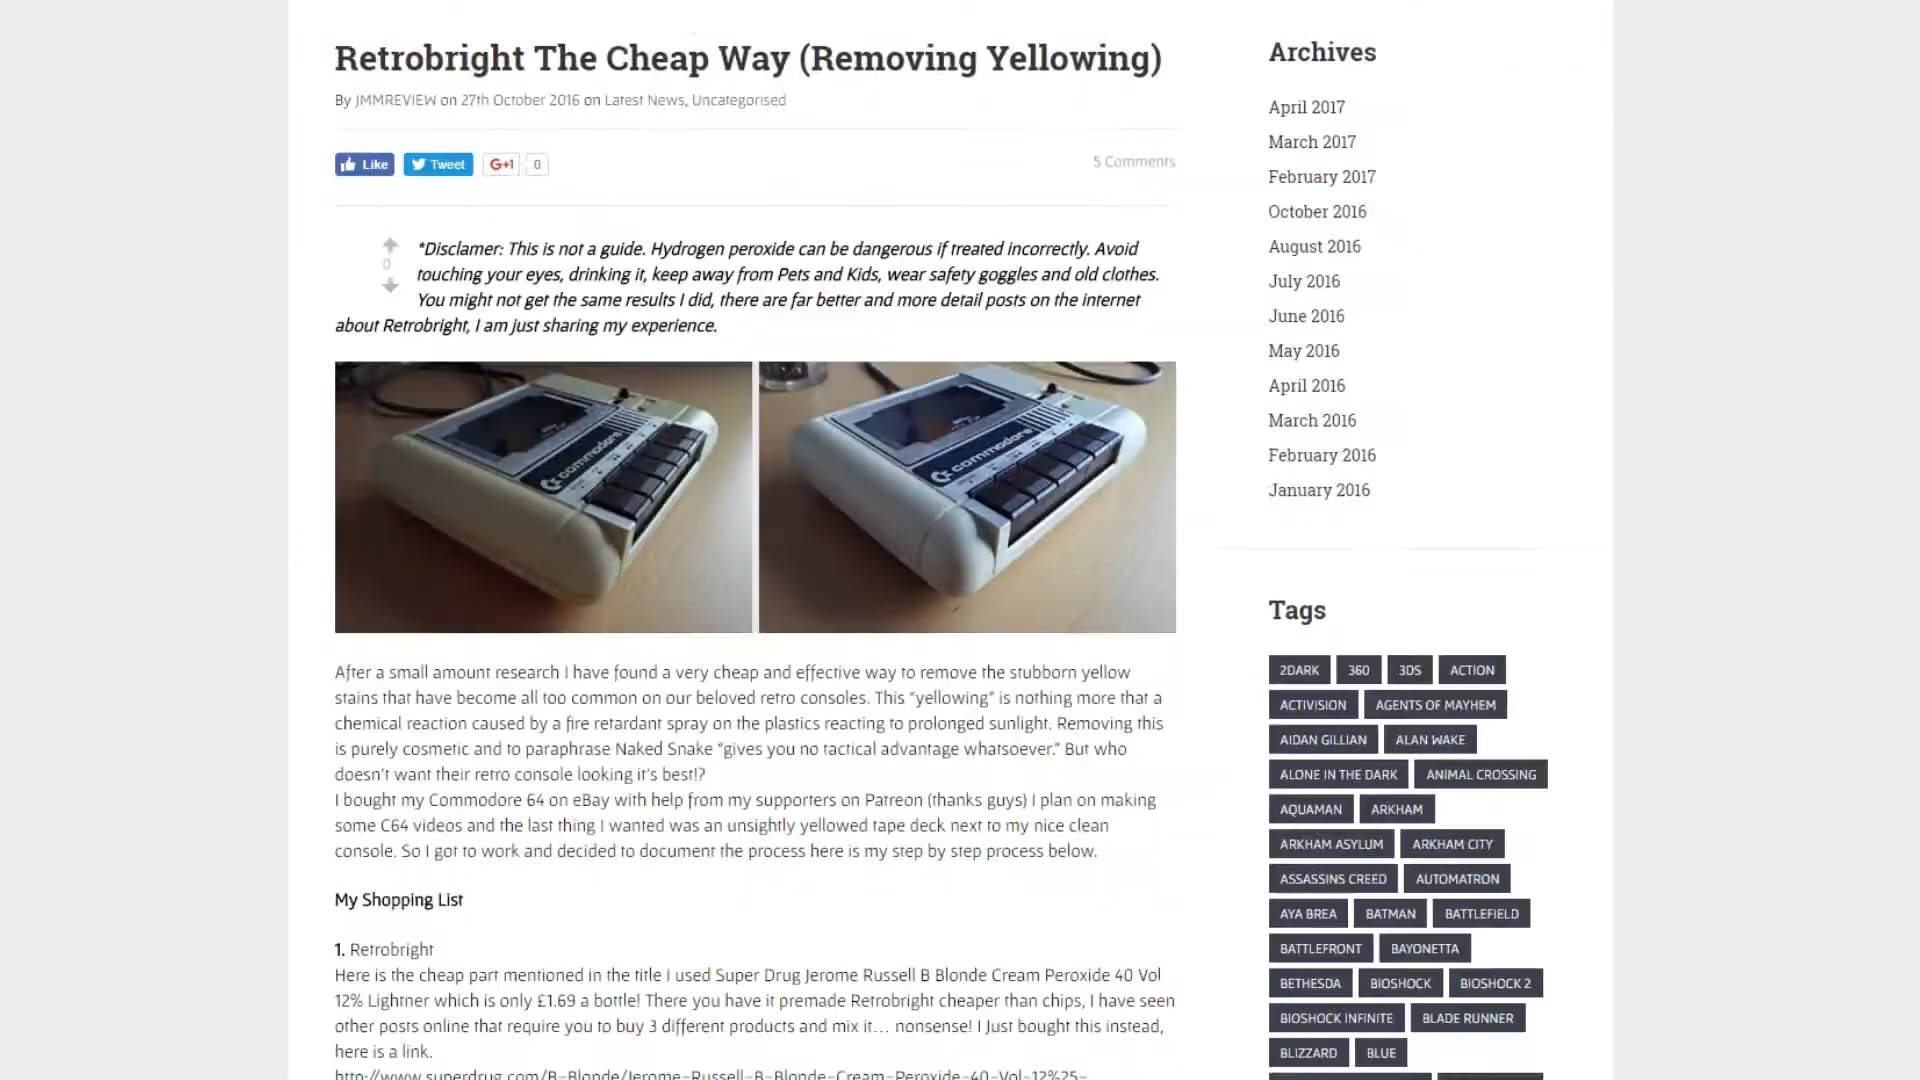 Retrobright The Cheap Way (Removing Yellowing)
By JMMREVIEW on 27th October 2016 on Latest News, Uncategorised
Like Tweet G+1 0
5 Comments
0
*Disclamer: This is not a guide. Hydrogen peroxide can be dangerous if treated incorrectly. Avoid
touching your eyes, drinking it, keep away from Pets and Kids, wear safety goggles and old clothes.
You might not get the same results I did, there are far better and more detail posts on the internet
about Retrobright, I am just sharing my experience.
commodore
commodore
After a small amount research I have found a very cheap and effective way to remove the stubborn yellow
stains that have become all too common on our beloved retro consoles. This “yellowing” is nothing more that a
chemical reaction caused by a fire retardant spray on the plastics reacting to prolonged sunlight. Removing this
is purely cosmetic and to paraphrase Naked Snake “gives you no tactical advantage whatsoever.” But who
doesn’t want their retro console looking it’s best!?
I bought my Commodore 64 on eBay with help from my supporters on Patreon (thanks guys) I plan on making
some C64 videos and the last thing I wanted was an unsightly yellowed tape deck next to my nice clean
console. So I got to work and decided to document the process here is my step by step process below.
My Shopping List
1. Retrobright
Here is the cheap part mentioned in the title I used Super Drug Jerome Russell B Blonde Cream Peroxide 40 Vol
12% Lightner which is only £1.69 a bottle! There you have it premade Retrobright cheaper than chips, I have seen
other posts online that require you to buy 3 different products and mix it… nonsense! I Just bought this instead,
here is a link.
http://www.superdrug.com/B-Blonde/Jerome-Russell-B-Blonde-Cream-Peroxide-40-Vol-12%25-
Archives
April 2017
March 2017
February 2017
October 2016
August 2016
July 2016
June 2016
May 2016
April 2016
March 2016
February 2016
January 2016
Tags
2DARK 360 3DS ACTION
ACTIVISION AGENTS OF MAYHEM
AIDAN GILLIAN ALAN WAKE
ALONE IN THE DARK ANIMAL CROSSING
AQUAMAN ARKHAM
ARKHAM ASYLUM ARKHAM CITY
ASSASSINS CREED AUTOMATRON
AYA BREA BATMAN BATTLEFIELD
BATTLEFRONT BAYONETTA
BETHESDA BIOSHOCK BIOSHOCK 2
BIOSHOCK INFINITE BLADE RUNNER
BLIZZARD BLUE